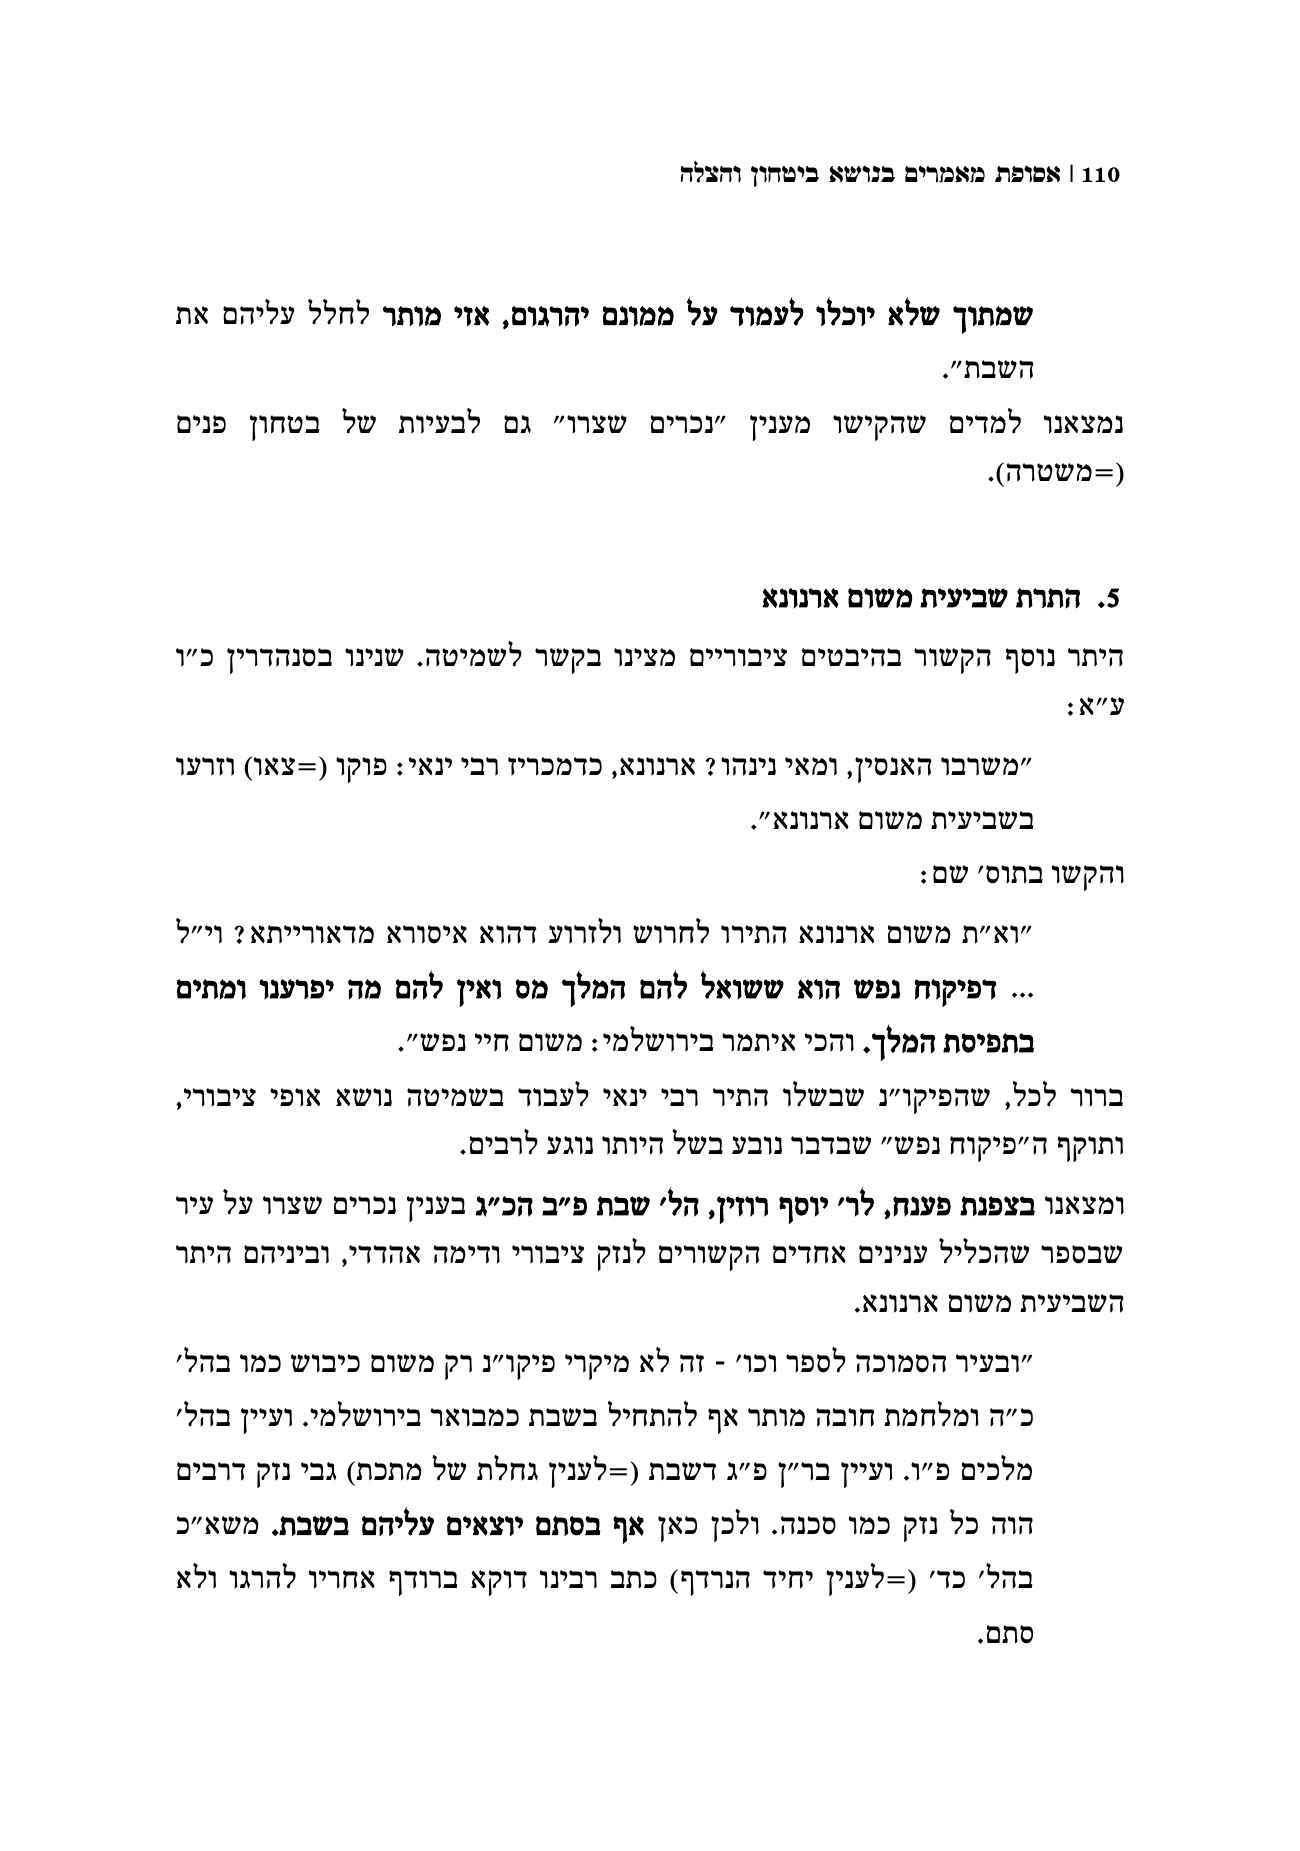 110 | אסופת מאמרים בנושא ביטחון והצלה
שמתוך שלא יוכלו לעמוד על ממונם יהרגום, אזי מותר לחלל עליהם את
השבת״.
נמצאנו למדים שהקישו מענין ״נכרים שצרו״ גם לבעיות של בטחון פנים
(=משטרה).
5. התרת שביעית משום ארנונא
היתר נוסף הקשור בהיבטים ציבוריים מצינו בקשר לשמיטה. שנינו בסנהדרין כ״ו
ע״א:
״משרבו האנסין, ומאי נינהו? ארנונא, כדמכריז רבי ינאי: פוקו (=צאו) וזרעו
בשביעית משום ארנונא״.
והקשו בתוס׳ שם:
״וא״ת משום ארנונא התירו לחרוש ולזרוע דהוא איסורא מדאורייתא? וי״ל
... דפיקוח נפש הוא ששואל להם המלך מס ואין להם מה יפרענו ומתים
בתפיסת המלך. והכי איתמר בירושלמי: משום חיי נפש״.
ברור לכל, שהפיקו״נ שבשלו התיר רבי ינאי לעבוד בשמיטה נושא אופי ציבורי,
ותוקף ה״פיקוח נפש״ שבדבר נובע בשל היותו נוגע לרבים.
ומצאנו בצפנת פענח, לר׳ יוסף רוזין, הל׳ שבת פ״ב הכ״ג בענין נכרים שצרו על עיר
שבספר שהכליל ענינים אחדים הקשורים לנזק ציבורי ודימה אהדדי, וביניהם היתר
השביעית משום ארנונא.
״ובעיר הסמוכה לספר וכו׳ - זה לא מיקרי פיקו״נ רק משום כיבוש כמו בהל׳
כ״ה ומלחמת חובה מותר אף להתחיל בשבת כמבואר בירושלמי. ועיין בהל׳
מלכים פ״ו. ועיין בר״ן פ״ג דשבת (=לענין גחלת של מתכת) גבי נזק דרבים
הוה כל נזק כמו סכנה. ולכן כאן אף בסתם יוצאים עליהם בשבת. משא״כ
בהל׳ כד׳ (=לענין יחיד הנרדף) כתב רבינו דוקא ברודף אחריו להרגו ולא
סתם.